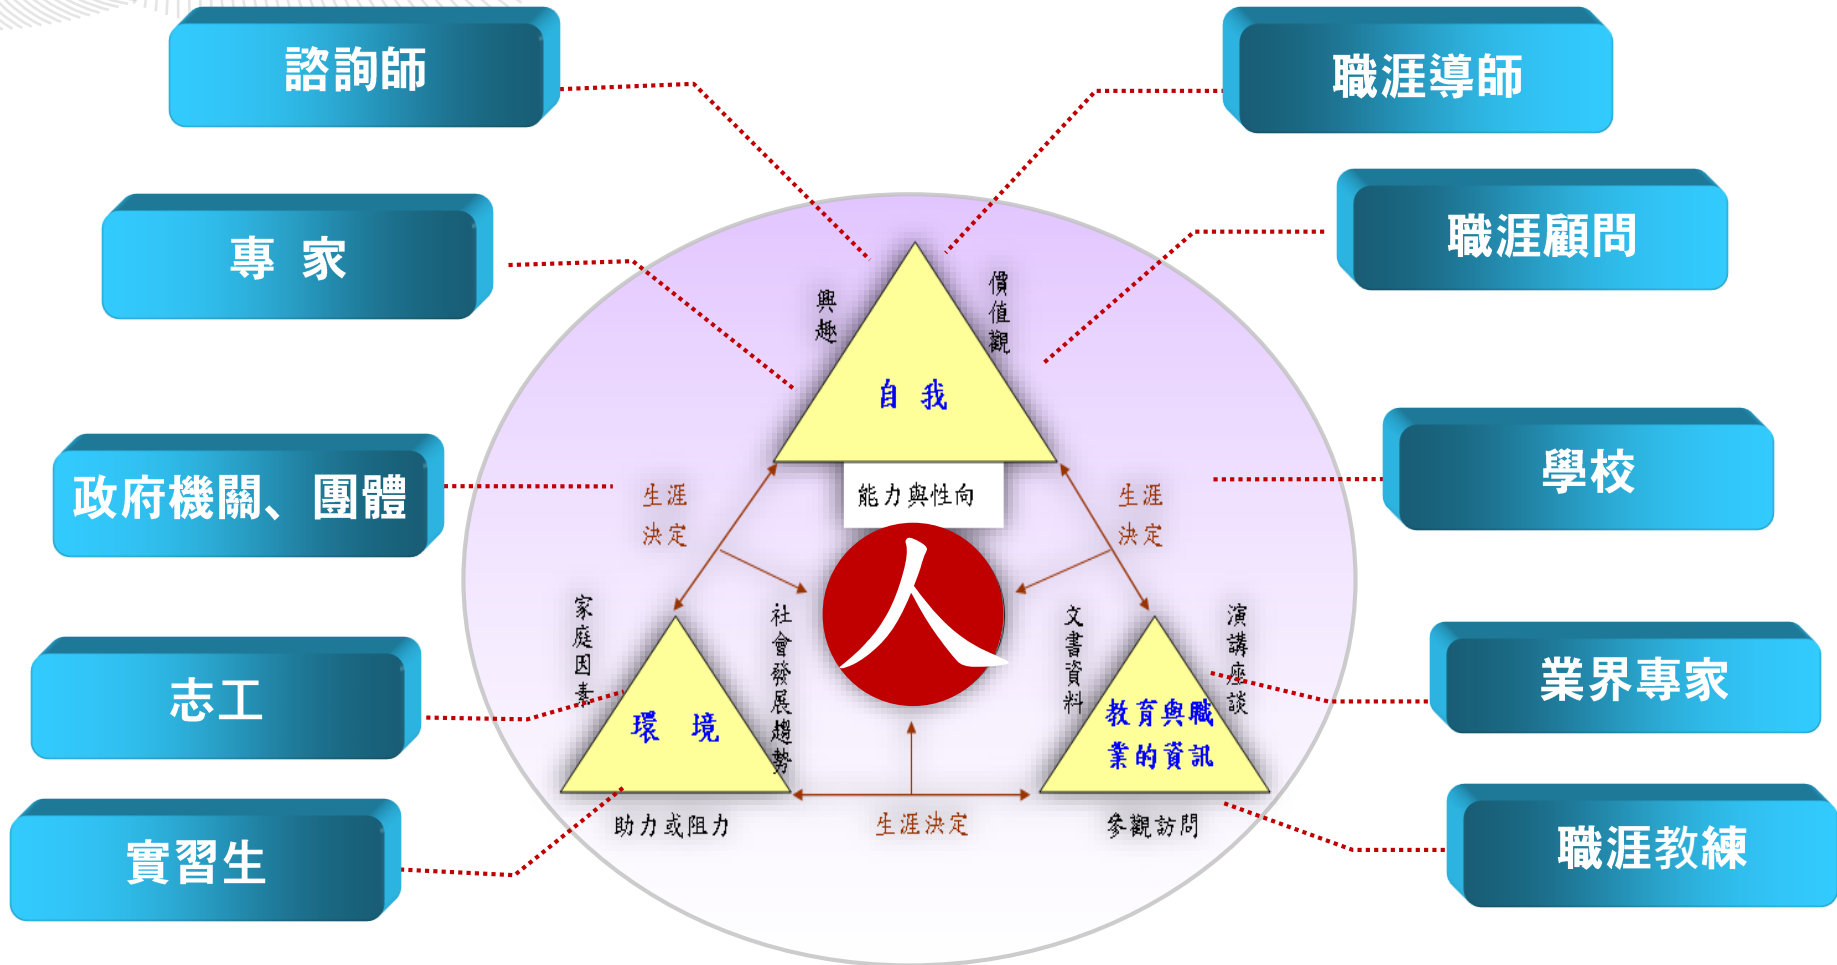 諮詢師
職涯導師
專 家
職涯顧問
興趣
價值觀
自 我
政府機關、團體
學校
生涯
決定
能力與性向
生涯
決定
人
家庭因素
社會發展趨勢
文書資料
演講座談
志工
業界專家
環 境
教育與職
業的資訊
實習生
助力或阻力
生涯決定
參觀訪問
職涯教練